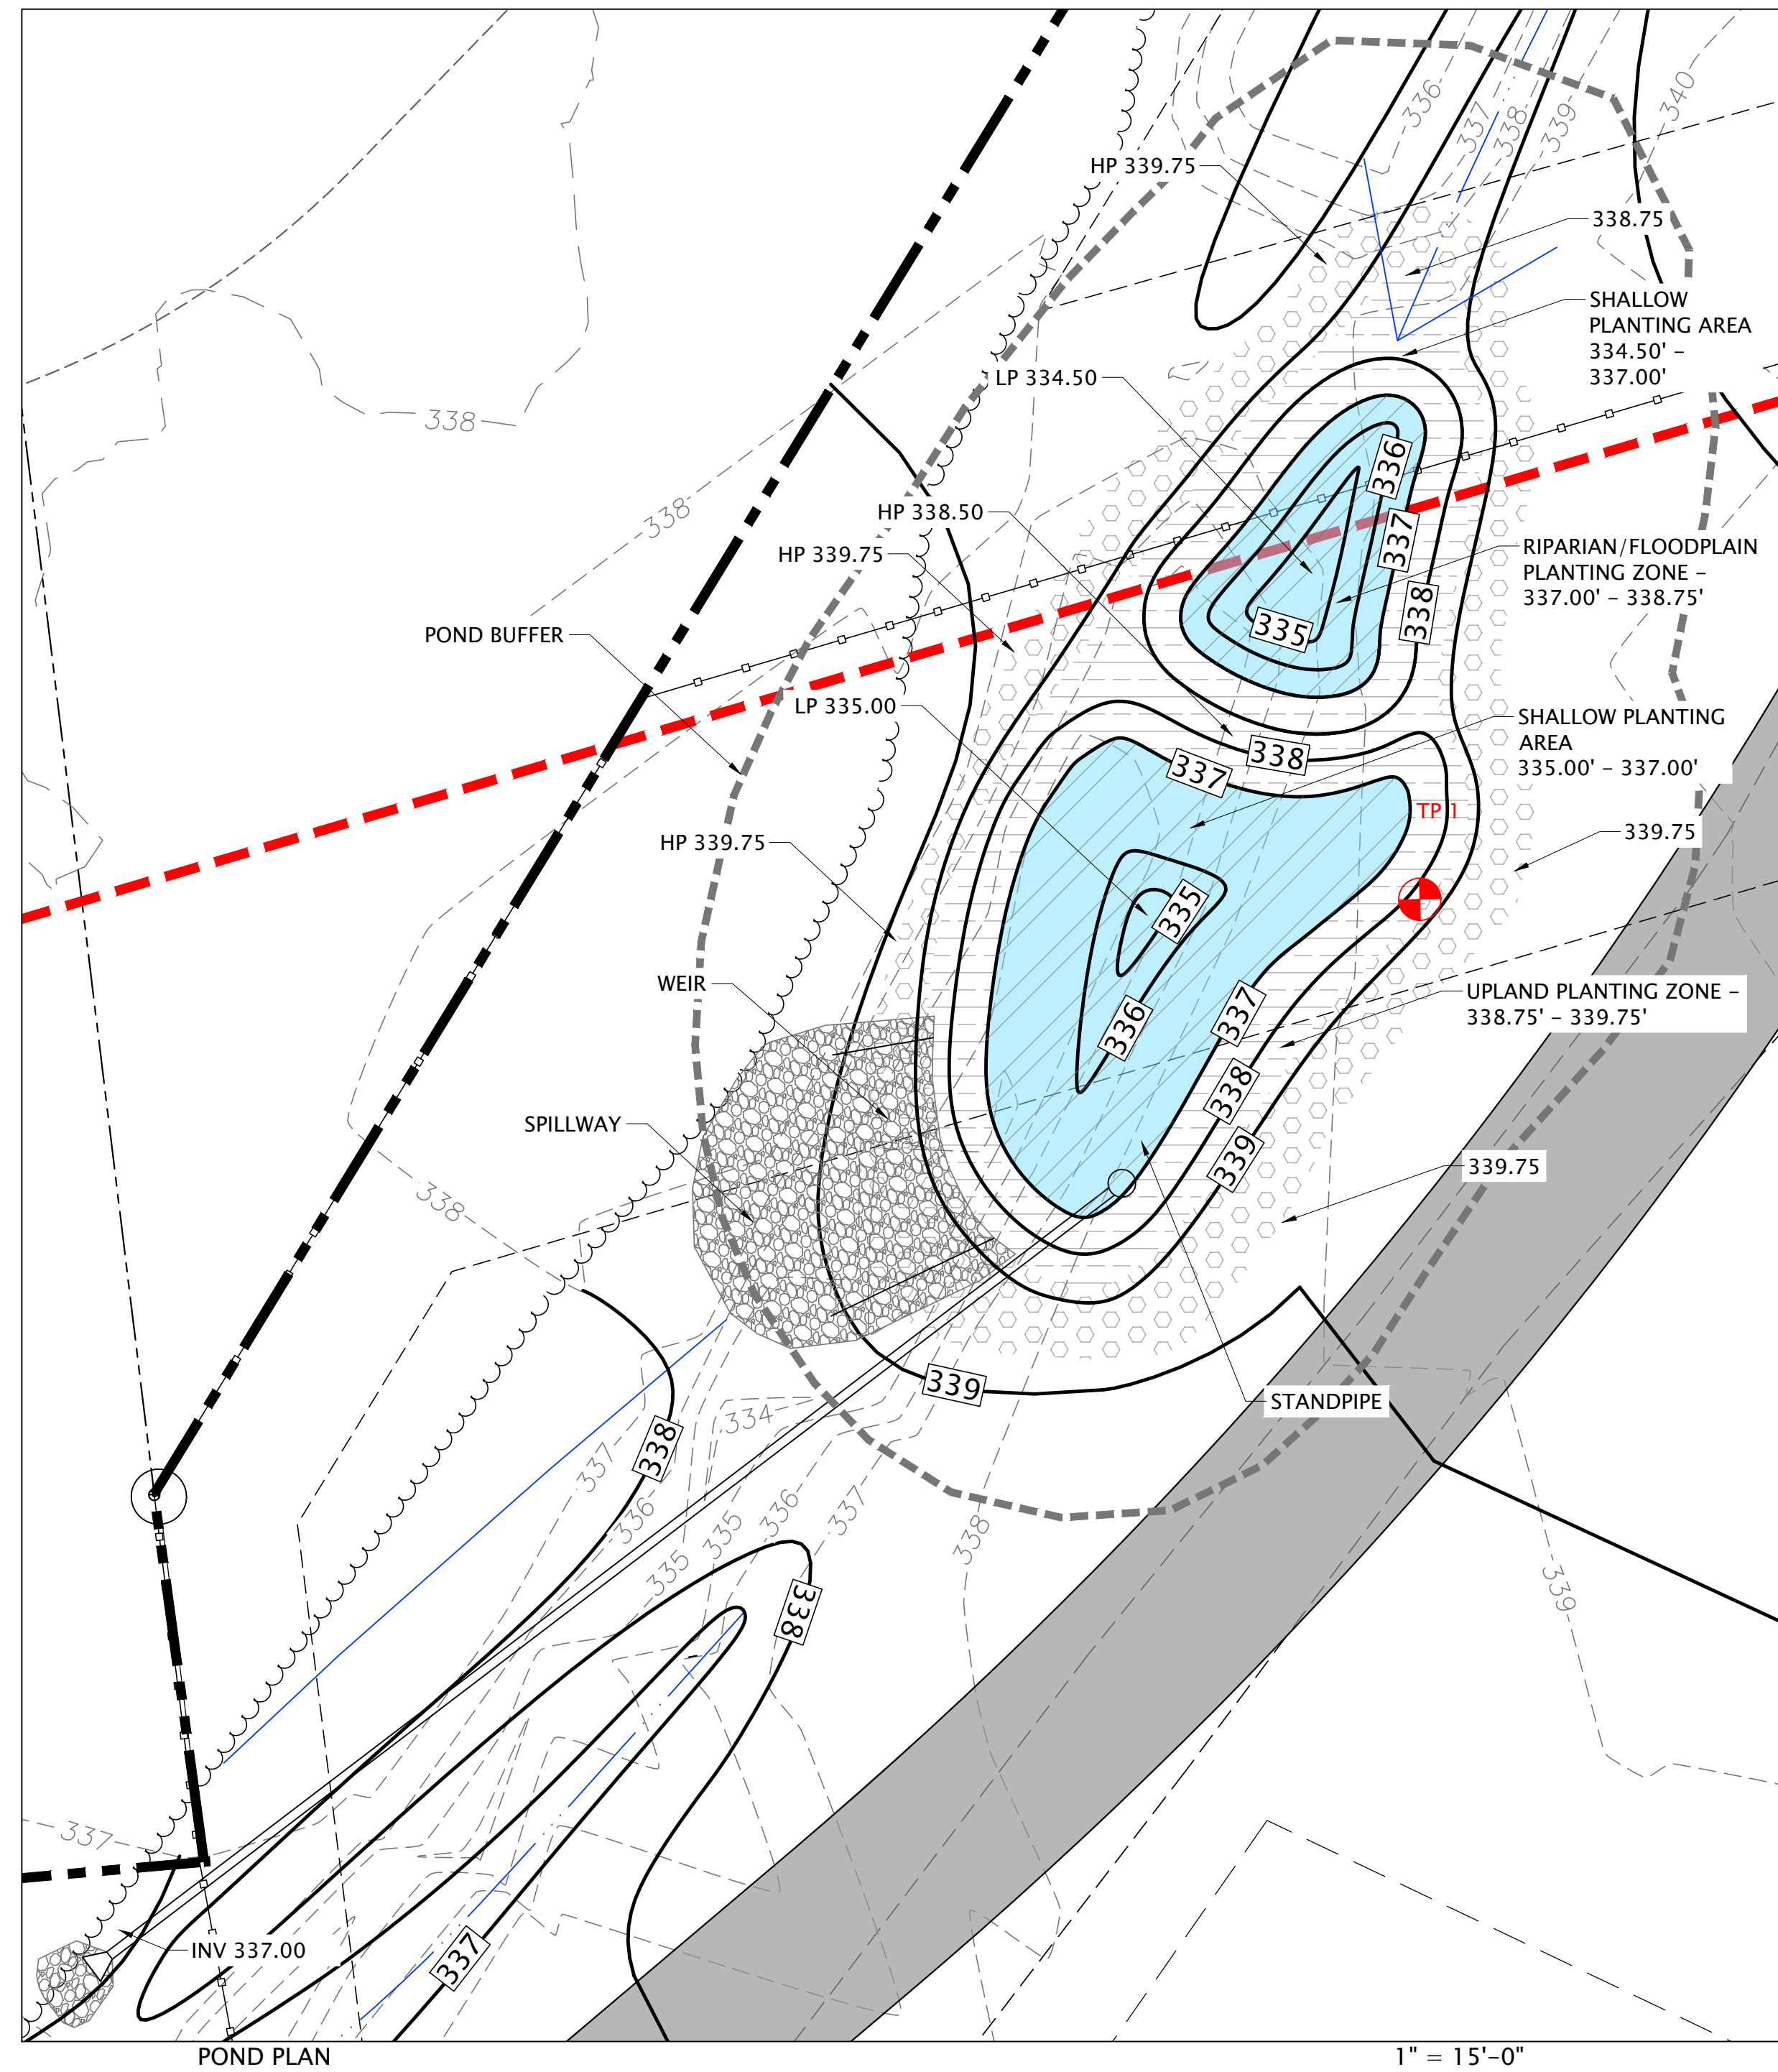 336
337
338
339
340
HP 339.75
338.75
SHALLOW
PLANTING AREA
334.50' –
337.00'
LP 334.50
338
336
338
HP 338.50
337
HP 339.75
RIPARIAN/FLOODPLAIN
PLANTING ZONE –
337.00' – 338.75'
338
335
POND BUFFER
LP 335.00
SHALLOW PLANTING
AREA
335.00' – 337.00'
338
337
TP 1
339.75
HP 339.75
335
WEIR
UPLAND PLANTING ZONE –
338.75' – 339.75'
337
336
338
SPILLWAY
339
339.75
338
339
STANDPIPE
334
338
337
336
335
335
336
337
338
339
338
337
337
INV 337.00
POND PLAN
1" = 15'-0"